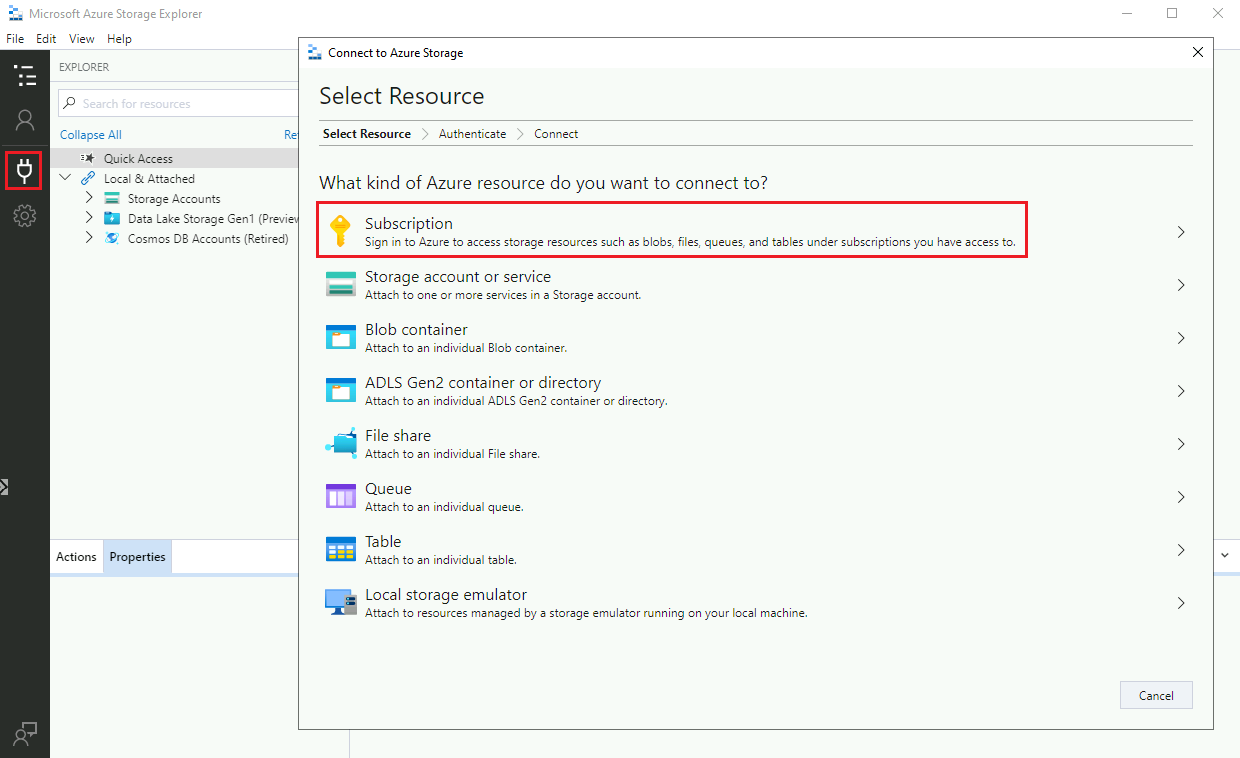 Microsoft Azure Storage Explorer
File Edit View Help
EXPLORER
Search for resources
Collapse All
Quick Access
Local & Attached
Storage Accounts
Data Lake Storage Gen1
Cosmos DB Accounts (Retired)
Actions Properties
Connect to Azure Storage
Select Resource
Select Resource Authenticate Connect
What kind of Azure resource do you want to connect to?
Subscription
Sign in to Azure to access storage resources such as blobs, files, queues, and tables under subscriptions you have access to.
Storage account or service
Attach to one or more services in a Storage account.
Blob container
Attach to an individual Blob container.
ADLS Gen2 container or directory
Attach to an individual ADLS Gen2 container or directory.
File share
Attach to an individual File share.
Queue
Attach to an individual queue.
Table
Attach to an individual table.
Local storage emulator
Attach to resources managed by a storage emulator running on your local machine.
Cancel